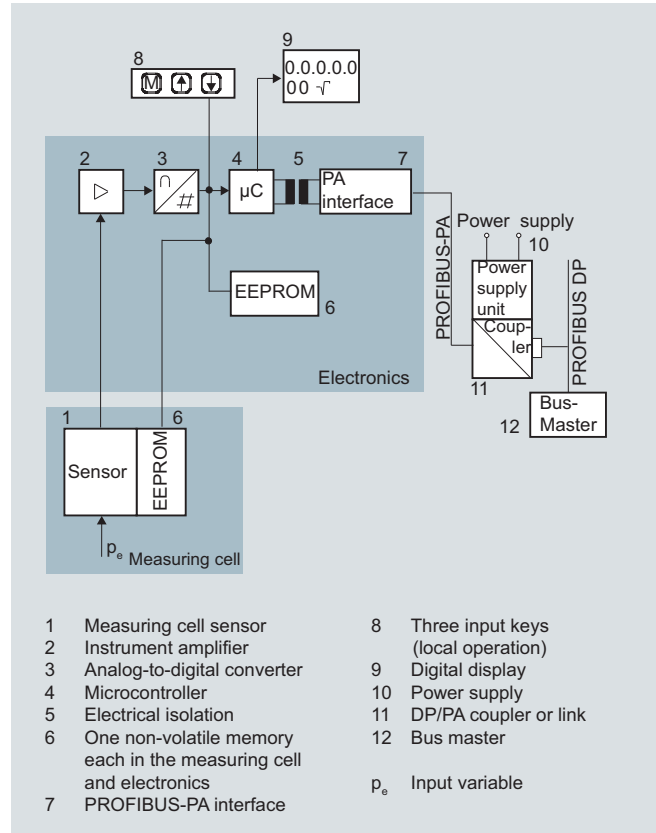 8
9
M
0.0.0.0.0
00 √
2
3
4
5
7
∩
#
µC
PA
interface
EEPROM
6
Electronics
PROFIBUS-PA
Power supply
10
Power
supply
unit
Coup-
ler
11
PROFIBUS DP
12
Bus-
Master
1
6
Sensor
EEPROM
pe
Measuring cell
1 Measuring cell sensor
2 Instrument amplifier
3 Analog-to-digital converter
4 Microcontroller
5 Electrical isolation
6 One non-volatile memory
each in the measuring cell
and electronics
7 PROFIBUS-PA interface
8 Three input keys
(local operation)
9 Digital display
10 Power supply
11 DP/PA coupler or link
12 Bus master
pe Input variable